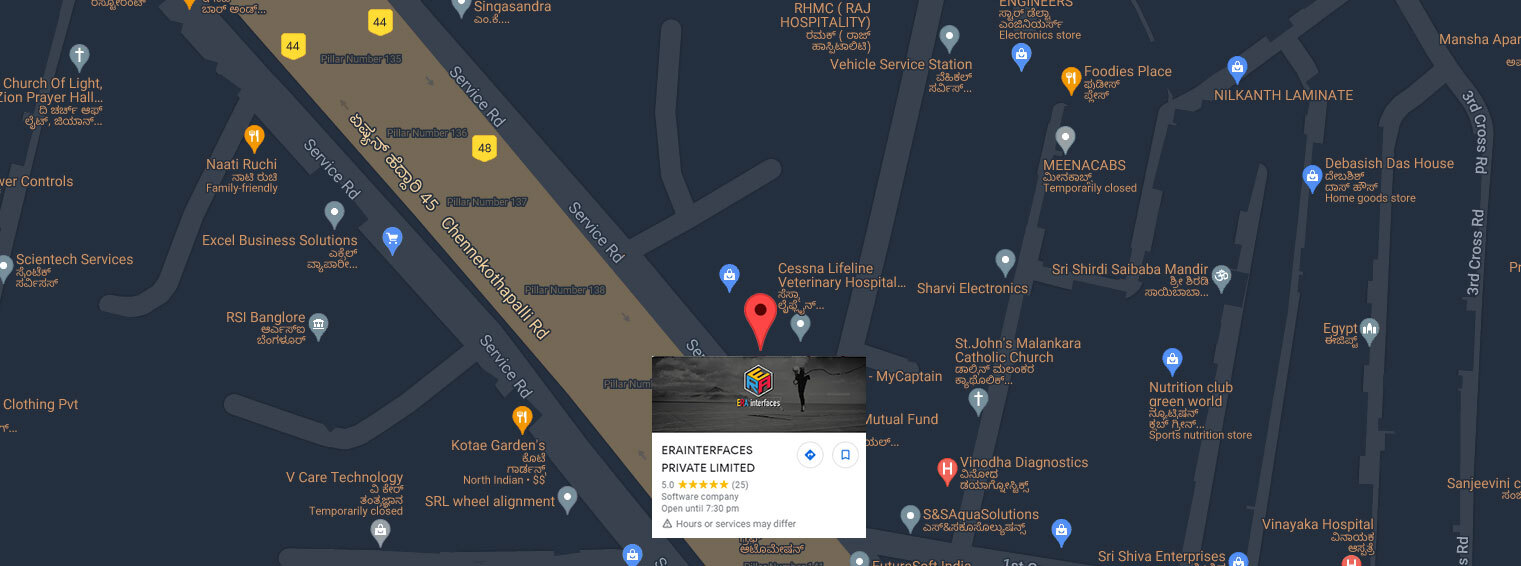 ರೆಸ್ಟೋರೆಂಟ್
ಬಾರ್ ಅಂಡ್...
Singasandra
ಎಂ.ಕೆ....
44
44
Pillar Number 135
Service Rd
RHMC ( RAJ
HOSPITALITY)
ರಮಕ್ ( ರಾಜ್
ಹಾಸ್ಪಿಟಾಲಿಟಿ)
ENGINEERS
ಸ್ಟಾರ್ ಡೆಲ್ಟಾ
ಎಂಜಿನಿಯರ್ಸ್
Electronics store
Mansha Apar
Vehicle Service Station
ವೆಹಿಕಲ್
ಸರ್ವಿಸ್...
Foodies Place
ಫುಡೀಸ್
ಪ್ಲೇಸ್
NILKANTH LAMINATE
3rd Cross Rd
Church Of Light,
Zion Prayer Hall...
ದಿ ಚರ್ಚ್ ಆಫ್
ಲೈಟ್, ಜಿಯಾನ್...
Pillar Number 136
48
ಏಷ್ಯನ್ ಹೆದ್ದಾರಿ 45
Naati Ruchi
ನಾಟಿ ರುಚಿ
Family-friendly
Service Rd
MEENACABS
ಮೀನಕಾಬ್ಸ್
Temporarily closed
Debasish Das House
ದೇಬಶಿಶ್
ದಾಸ್ ಹೌಸ್
Home goods store
wer Controls
Pillar Number 137
Service Rd
3rd Cross Rd
Excel Business Solutions
ಎಕ್ಸೆಲ್
ವ್ಯಾಪಾರೀ...
Chennekothapalli Rd
Scientech Services
ಸೈಂಟೆಕ್
ಸರ್ವಿಸಸ್
Cessna Lifeline
Veterinary Hospital...
ಸೆಸ್ನಾ
ಲೈಫ್ಲೈನ್...
Sharvi Electronics
Sri Shirdi Saibaba Mandir
ಶ್ರೀ ಶಿರಡಿ
ಸಾಯಿಬಾಬಾ...
Pr
Pillar Number 138
RSI Banglore
ಆರ್ಎಸ್ಐ
ಬೆಂಗಳೂರ್
Service Rd
Egypt
ಈಜಿಪ್ಟ್
St.John's Malankara
Catholic Church
ಡಾಲಿನ್ ಮಲಂಕರ
ಕ್ಯಾಥೊಲಿಕ್...
- MyCaptain
ERA interfaces
Nutrition club
green world
ನ್ಯೂಟ್ರಿಷನ್
ಕ್ಲಬ್ ಗ್ರೀನ್...
Sports nutrition store
Clothing Pvt
Mutual Fund
Kotae Garden's
ಕೊಟೆ
ಗಾರ್ಡನ್ಸ್
North Indian • $$
ERAINTERFACES
PRIVATE LIMITED
5.0 ★★★★★ (25)
Software company
Open until 7:30 pm
Hours or services may differ
Vinodha Diagnostics
ವಿನೋದ
ಡಯಾಗ್ನೋಸ್ಟಿಕ್ಸ್
V Care Technology
ವಿ ಕೇರ್
ತಂತ್ರಜ್ಞಾನ
Temporarily closed
SRL wheel alignment
Sanjeevini c
S&SAquaSolutions
ಎಸ್&ಸಕೂಸೊಲ್ಯುಷನ್ಸ್
Vinayaka Hospital
ವಿನಾಯಕ
ಆಸ್ಪತ್ರೆ
ಆಟೊಮೇಷನ್
FutureSoft India
1st
Sri Shiva Enterprises
s Rd